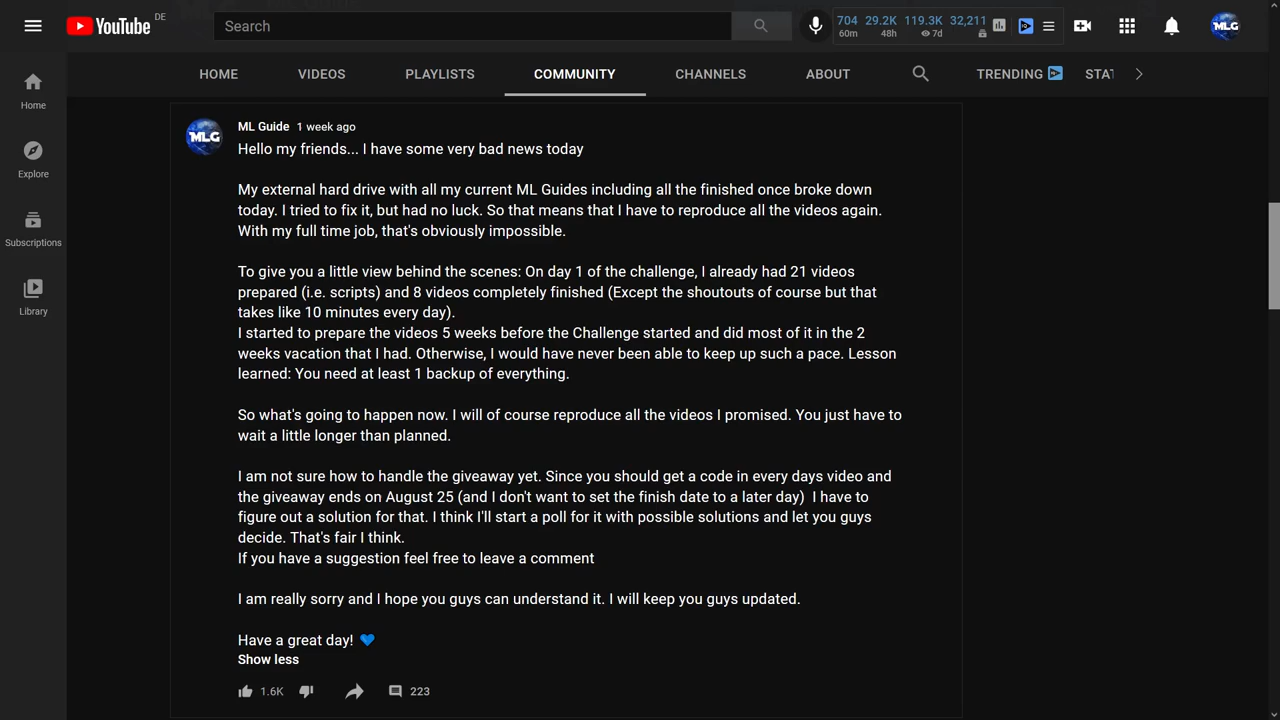 YouTube DE
Search
704 29.2K 119.3K 32,211
60m 48h 7d
MLG
HOME VIDEOS PLAYLISTS COMMUNITY CHANNELS ABOUT TRENDING STAT
Home
Explore
Subscriptions
Library
MLG
ML Guide 1 week ago
Hello my friends... I have some very bad news today
My external hard drive with all my current ML Guides including all the finished once broke down
today. I tried to fix it, but had no luck. So that means that I have to reproduce all the videos again.
With my full time job, that's obviously impossible.
To give you a little view behind the scenes: On day 1 of the challenge, I already had 21 videos
prepared (i.e. scripts) and 8 videos completely finished (Except the shoutouts of course but that
takes like 10 minutes every day).
I started to prepare the videos 5 weeks before the Challenge started and did most of it in the 2
weeks vacation that I had. Otherwise, I would have never been able to keep up such a pace. Lesson
learned: You need at least 1 backup of everything.
So what's going to happen now. I will of course reproduce all the videos I promised. You just have to
wait a little longer than planned.
I am not sure how to handle the giveaway yet. Since you should get a code in every days video and
the giveaway ends on August 25 (and I don't want to set the finish date to a later day) I have to
figure out a solution for that. I think I'll start a poll for it with possible solutions and let you guys
decide. That's fair I think.
If you have a suggestion feel free to leave a comment
I am really sorry and I hope you guys can understand it. I will keep you guys updated.
Have a great day! 💙
Show less
1.6K 223